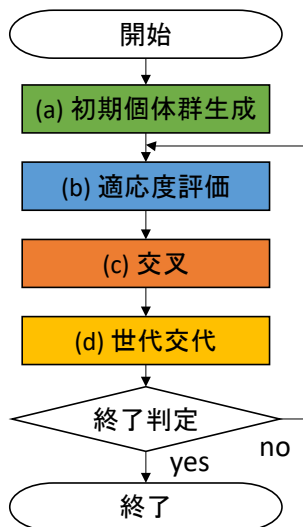 開始
(a) 初期個体群生成
(b) 適応度評価
(c) 交叉
(d) 世代交代
終了判定
no
yes
終了